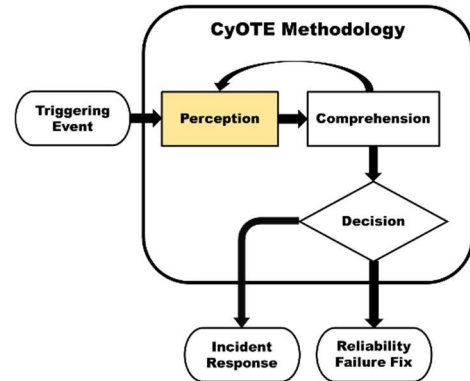 CyOTE Methodology
Triggering
Event
Perception
Comprehension
Decision
Incident
Response
Reliability
Failure Fix